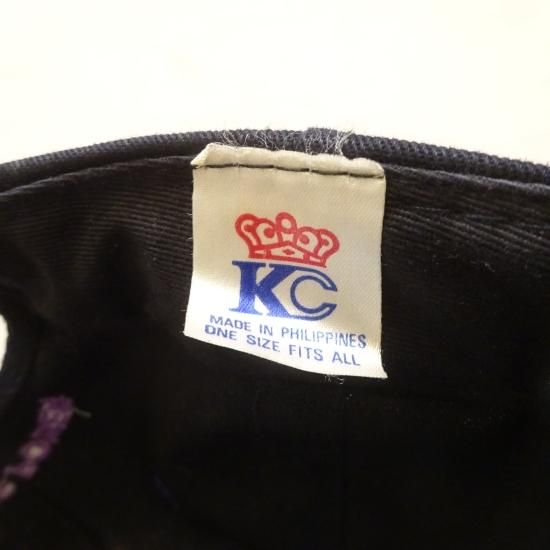 KC
MADE IN PHILIPPINES
ONE SIZE FITS ALL